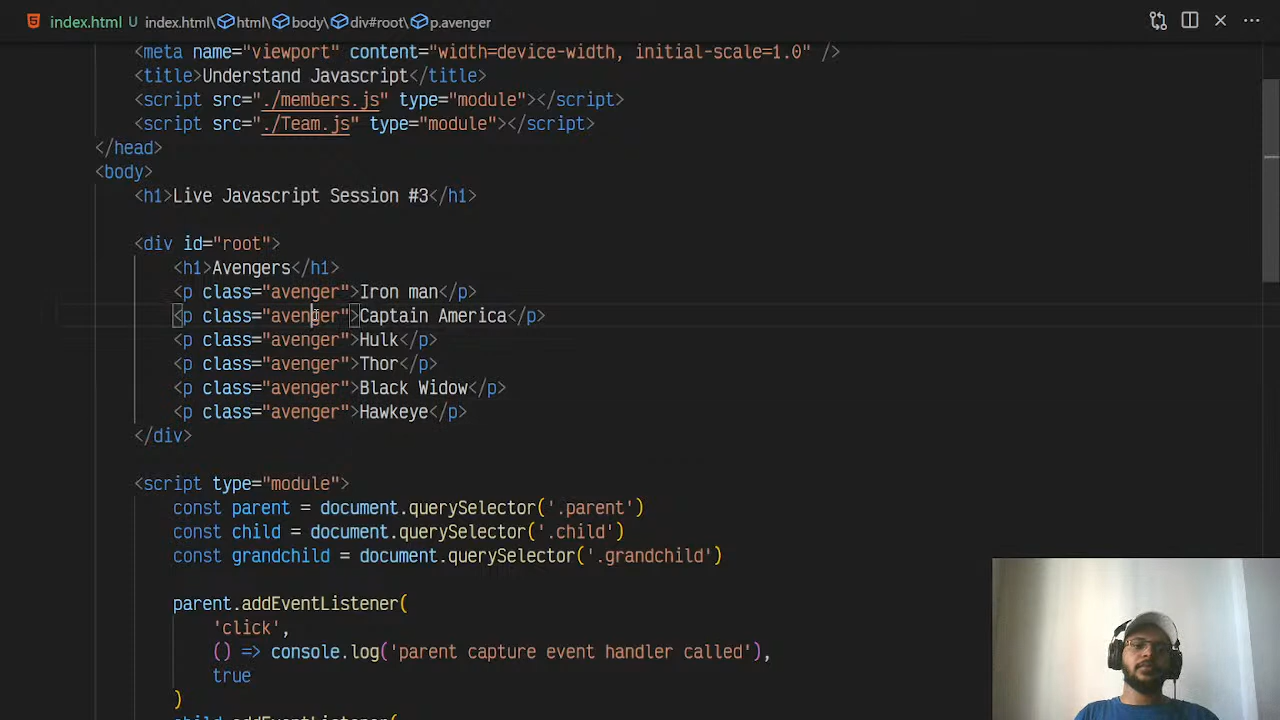 index.html U index.html\ html\ body\ div#root\ p.avenger
<meta name="viewport" content="width=device-width, initial-scale=1.0" />
<title>Understand Javascript</title>
<script src="./members.js" type="module"></script>
<script src="./Team.js" type="module"></script>
</head>
<body>
<h1>Live Javascript Session #3</h1>
<div id="root">
<h1>Avengers</h1>
<p class="avenger">Iron man</p>
<p class="avenger">Captain America</p>
<p class="avenger">Hulk</p>
<p class="avenger">Thor</p>
<p class="avenger">Black Widow</p>
<p class="avenger">Hawkeye</p>
</div>
<script type="module">
const parent = document.querySelector('.parent')
const child = document.querySelector('.child')
const grandchild = document.querySelector('.grandchild')
parent.addEventListener(
'click',
() => console.log('parent capture event handler called'),
true
)
child.addEventListener(